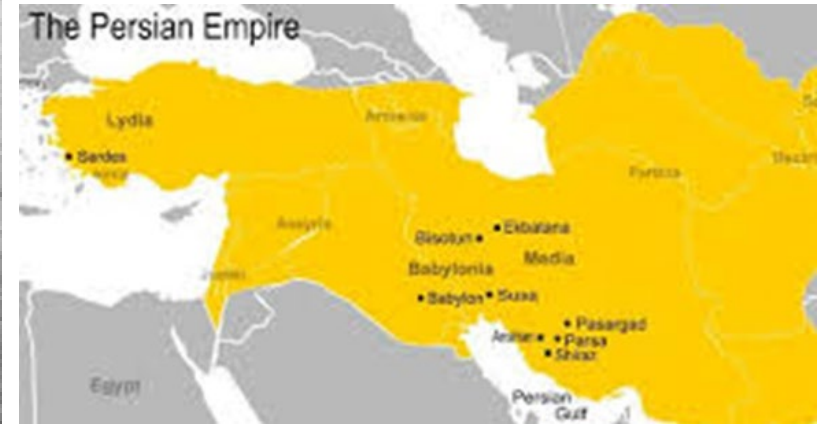 The Persian Empire
Lydia
Armenia
Sardes
Parthia
Assyria
Ekbatana
Bisotun
Media
Babylonia
Babylon
Susa
Pasargad
Anshan
Parsa
Shiraz
Egypt
Persian
Gulf